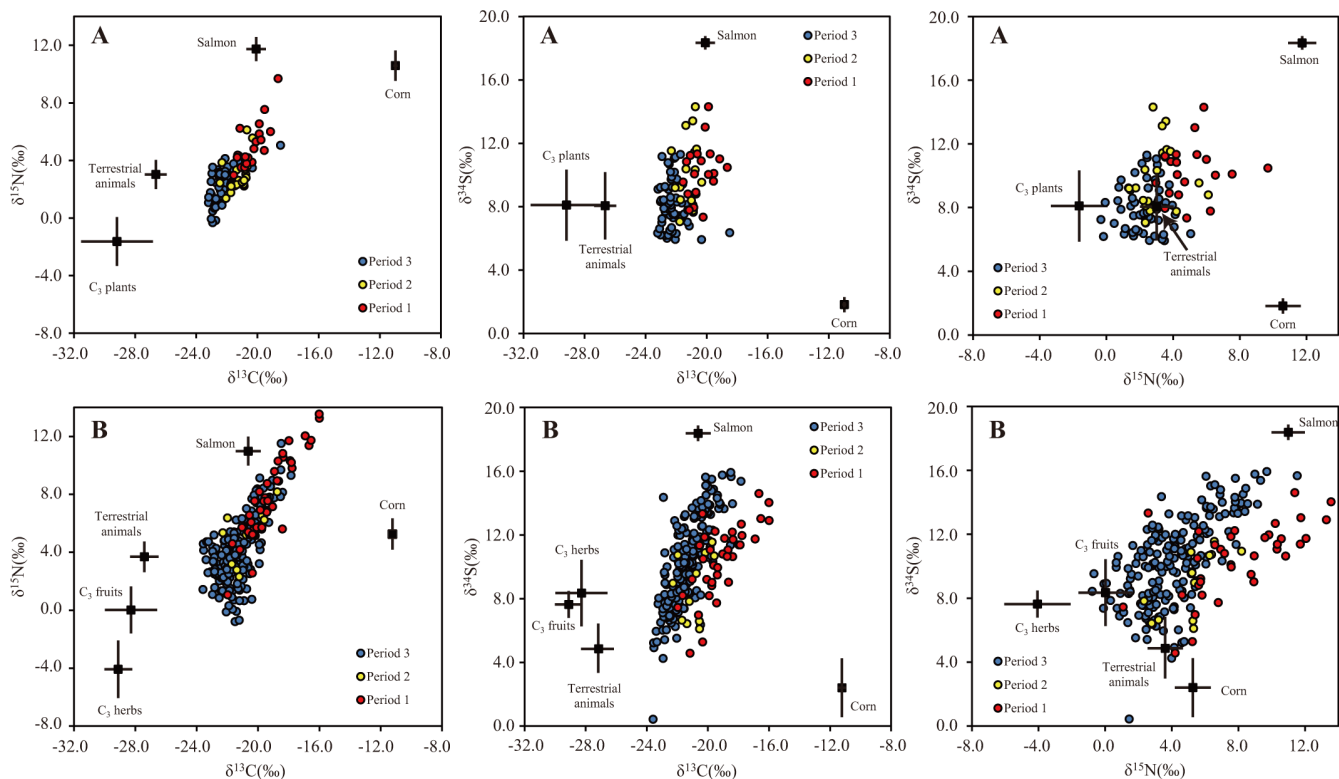 A
12.0
8.0
4.0
0.0
-4.0
-8.0
δ15N(‰)
Salmon
Corn
Terrestrial
animals
C3 plants
Period 3
Period 2
Period 1
-32.0 -28.0 -24.0 -20.0 -16.0 -12.0 -8.0
δ13C(‰)
A
20.0
16.0
12.0
8.0
4.0
0.0
δ34S(‰)
Salmon
Period 3
Period 2
Period 1
C3 plants
Terrestrial
animals
Corn
-32.0 -28.0 -24.0 -20.0 -16.0 -12.0 -8.0
δ13C(‰)
A
20.0
16.0
12.0
8.0
4.0
0.0
δ34S(‰)
Salmon
C3 plants
Terrestrial
animals
Period 3
Period 2
Period 1
Corn
-8.0 -4.0 0.0 4.0 8.0 12.0
δ15N(‰)
B
12.0
8.0
4.0
0.0
-4.0
-8.0
δ15N(‰)
Salmon
Corn
Terrestrial
animals
C3 fruits
C3 herbs
Period 3
Period 2
Period 1
-32.0 -28.0 -24.0 -20.0 -16.0 -12.0 -8.0
δ13C(‰)
B
20.0
16.0
12.0
8.0
4.0
0.0
δ34S(‰)
Salmon
Period 3
Period 2
Period 1
C3 herbs
C3 fruits
Terrestrial
animals
Corn
-32.0 -28.0 -24.0 -20.0 -16.0 -12.0 -8.0
δ13C(‰)
B
20.0
16.0
12.0
8.0
4.0
0.0
δ34S(‰)
Salmon
C3 fruits
C3 herbs
Terrestrial
animals
Corn
Period 3
Period 2
Period 1
-8.0 -4.0 0.0 4.0 8.0 12.0
δ15N(‰)